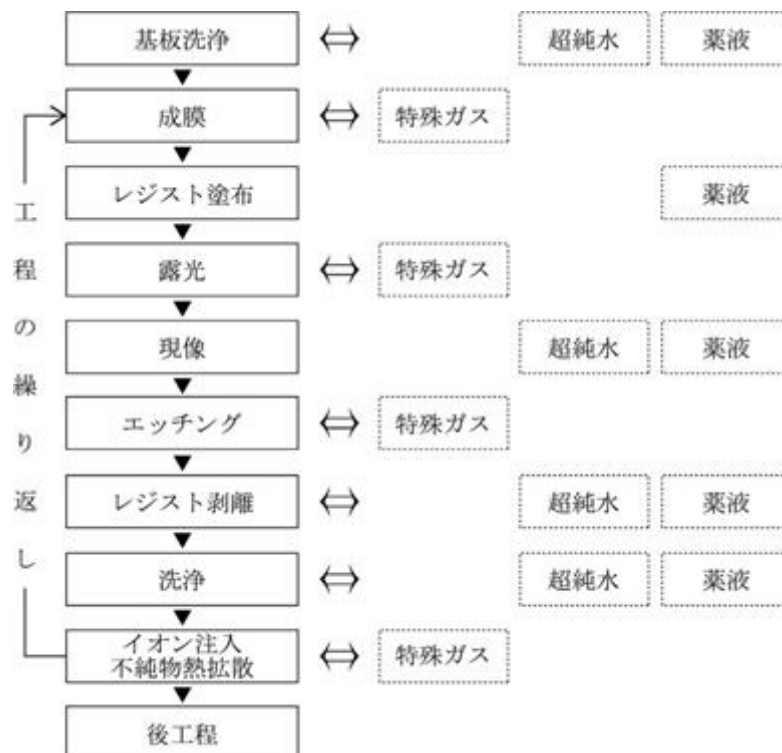 基板洗浄 ⇔ 超純水 薬液
成膜 ⇔ 特殊ガス
レジスト塗布 薬液
露光 ⇔ 特殊ガス
現像 超純水 薬液
エッチング ⇔ 特殊ガス
レジスト剥離 ⇔ 超純水 薬液
洗浄 ⇔ 超純水 薬液
イオン注入
不純物熱拡散 ⇔ 特殊ガス
後工程
工程の繰り返し